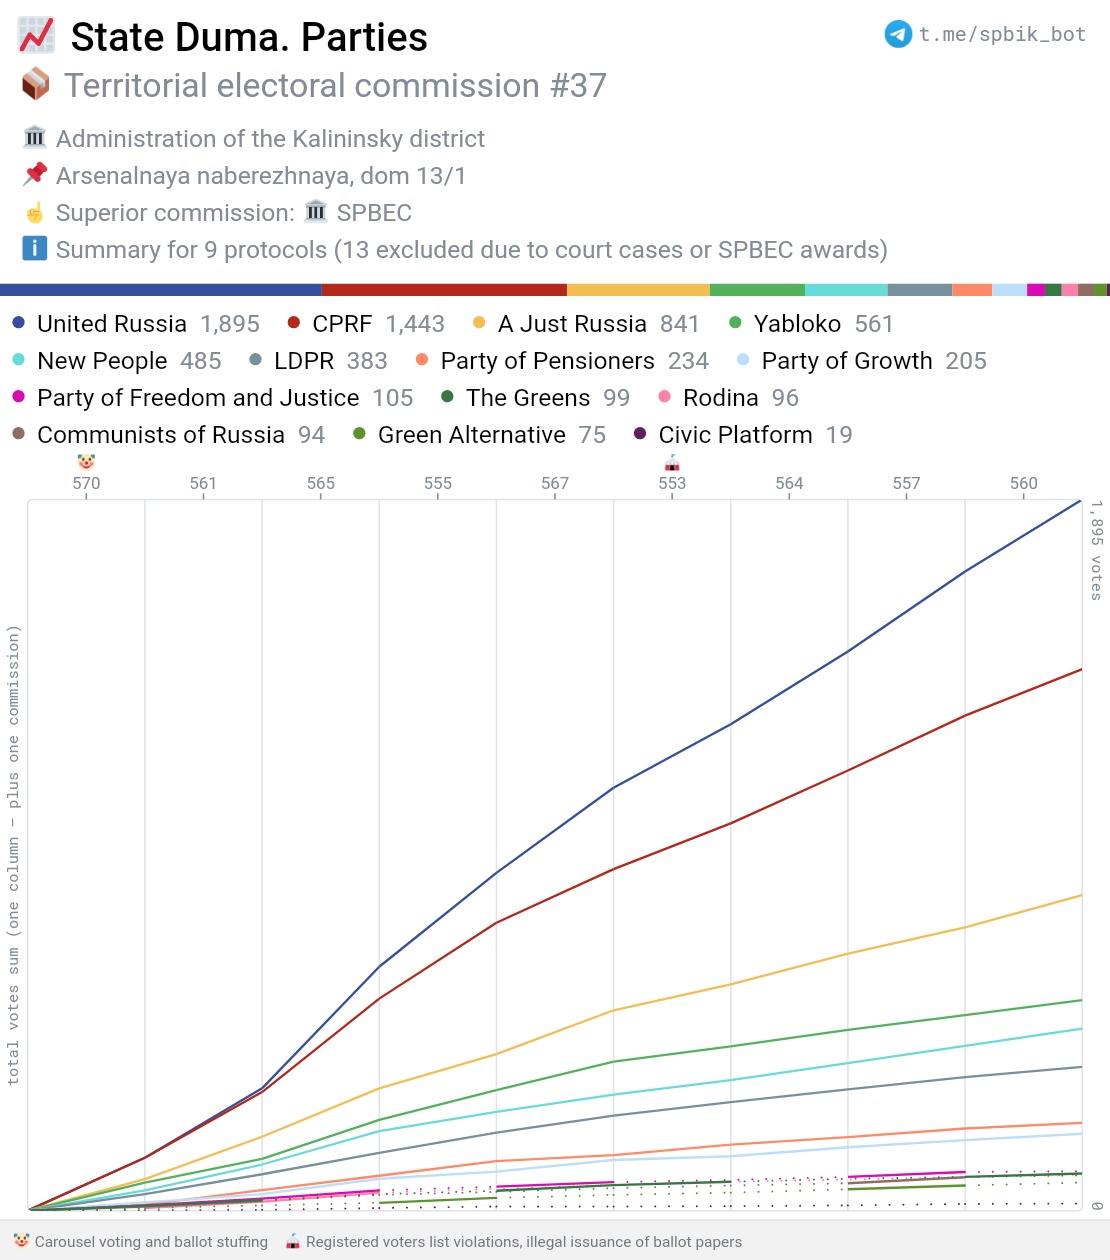 State Duma. Parties
t.me/spbik_bot
Territorial electoral commission #37
Administration of the Kalininsky district
Arsenalnaya naberezhnaya, dom 13/1
Superior commission: SPBEC
Summary for 9 protocols (13 excluded due to court cases or SPBEC awards)
United Russia 1,895 CPRF 1,443 A Just Russia 841 Yabloko 561
New People 485 LDPR 383 Party of Pensioners 234 Party of Growth 205
Party of Freedom and Justice 105 The Greens 99 Rodina 96
Communists of Russia 94 Green Alternative 75 Civic Platform 19
570 561 565 555 567 553 564 557 560
1,895 votes
total votes sum (one column — plus one commission)
0
Carousel voting and ballot stuffing Registered voters list violations, illegal issuance of ballot papers